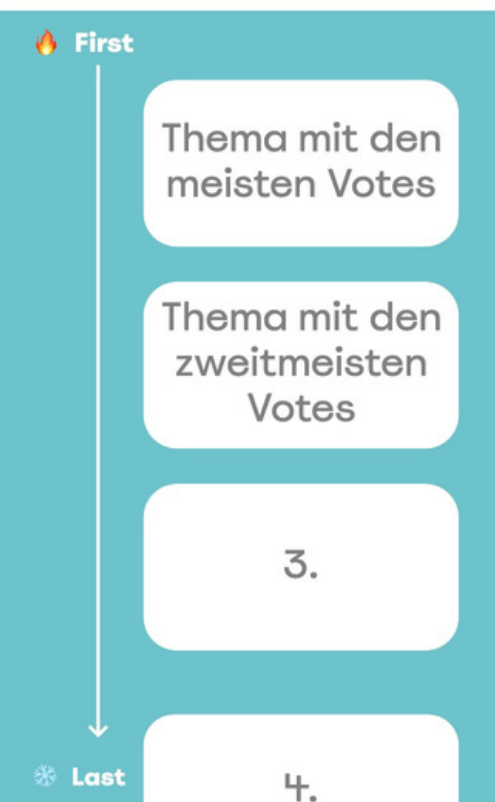 First
Thema mit den
meisten Votes
Thema mit den
zweitmeisten
Votes
3.
Last
4.